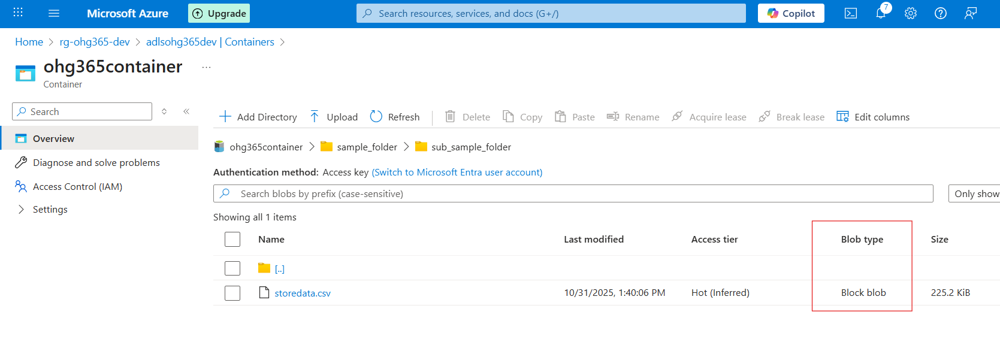 Microsoft Azure Upgrade Search resources, services, and docs (G+/) Copilot 7
Home > rg-ohg365-dev > adlsohg365dev | Containers >
ohg365container ...
Container
Search
Add Directory Upload Refresh Delete Copy Paste Rename Acquire lease Break lease Edit columns
Overview
Diagnose and solve problems
Access Control (IAM)
Settings
ohg365container > sample_folder > sub_sample_folder
Authentication method: Access key (Switch to Microsoft Entra user account)
Search blobs by prefix (case-sensitive) Only show
Showing all 1 items
Name Last modified Access tier Blob type Size
[..]
storedata.csv 10/31/2025, 1:40:06 PM Hot (Inferred) Block blob 225.2 KiB